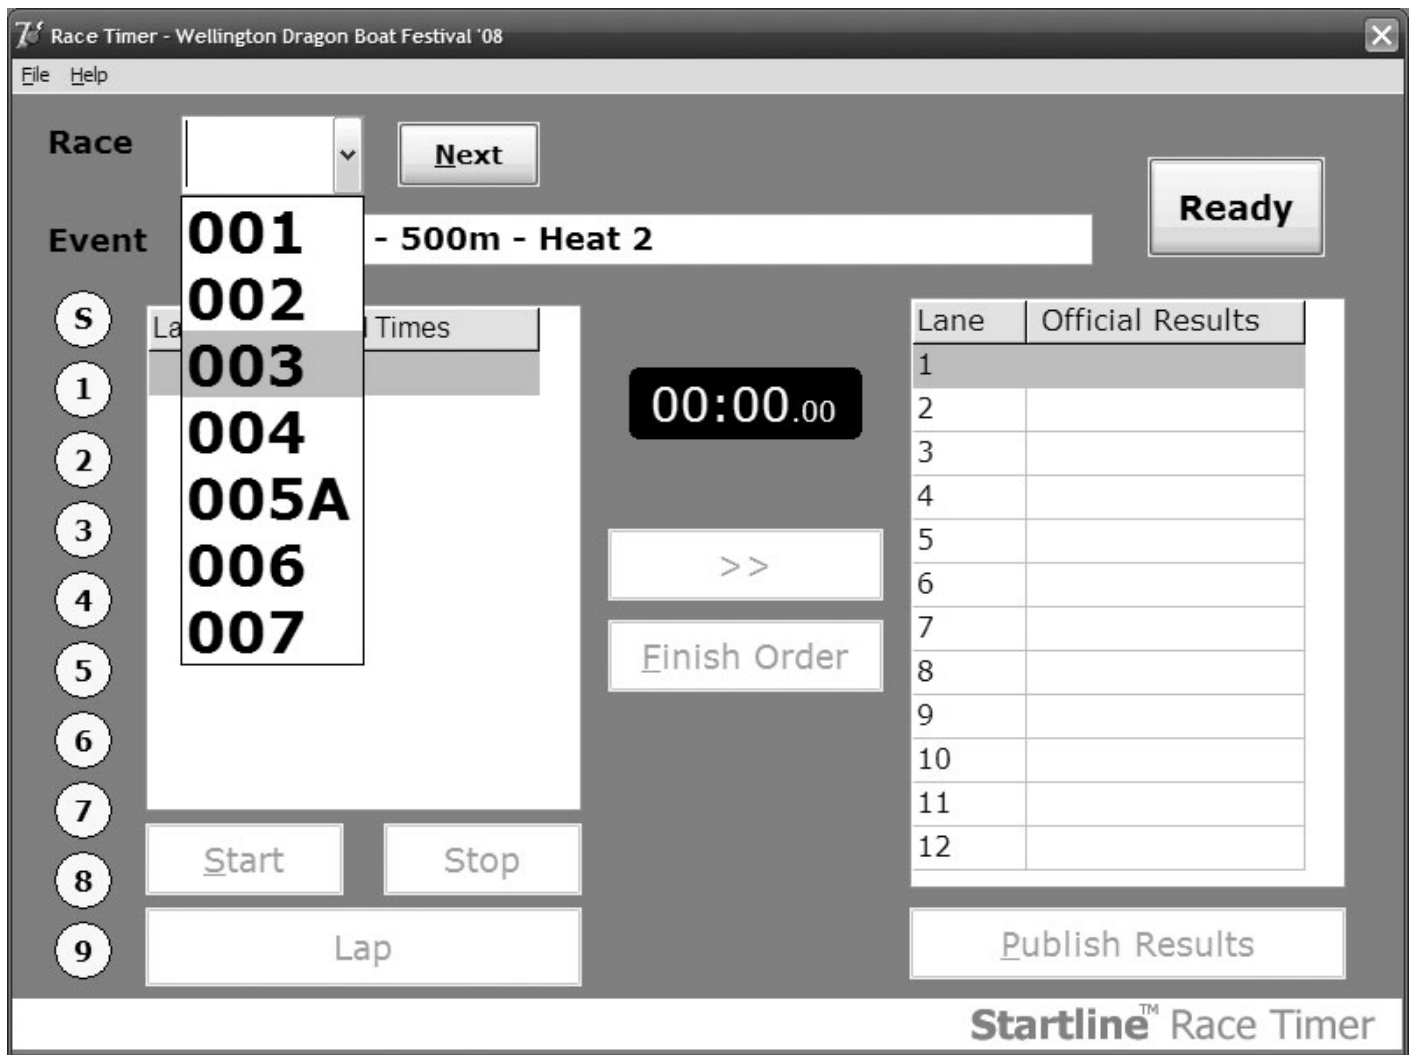 Race Timer - Wellington Dragon Boat Festival '08
File Help
Race
Next
Ready
001
Event
- 500m - Heat 2
002
003
004
005A
006
007
S
1
2
3
4
5
6
7
8
9
La Times
00:00.00
>>
Finish Order
Start
Stop
Lap
Lane Official Results
1
2
3
4
5
6
7
8
9
10
11
12
Publish Results
Startline™ Race Timer